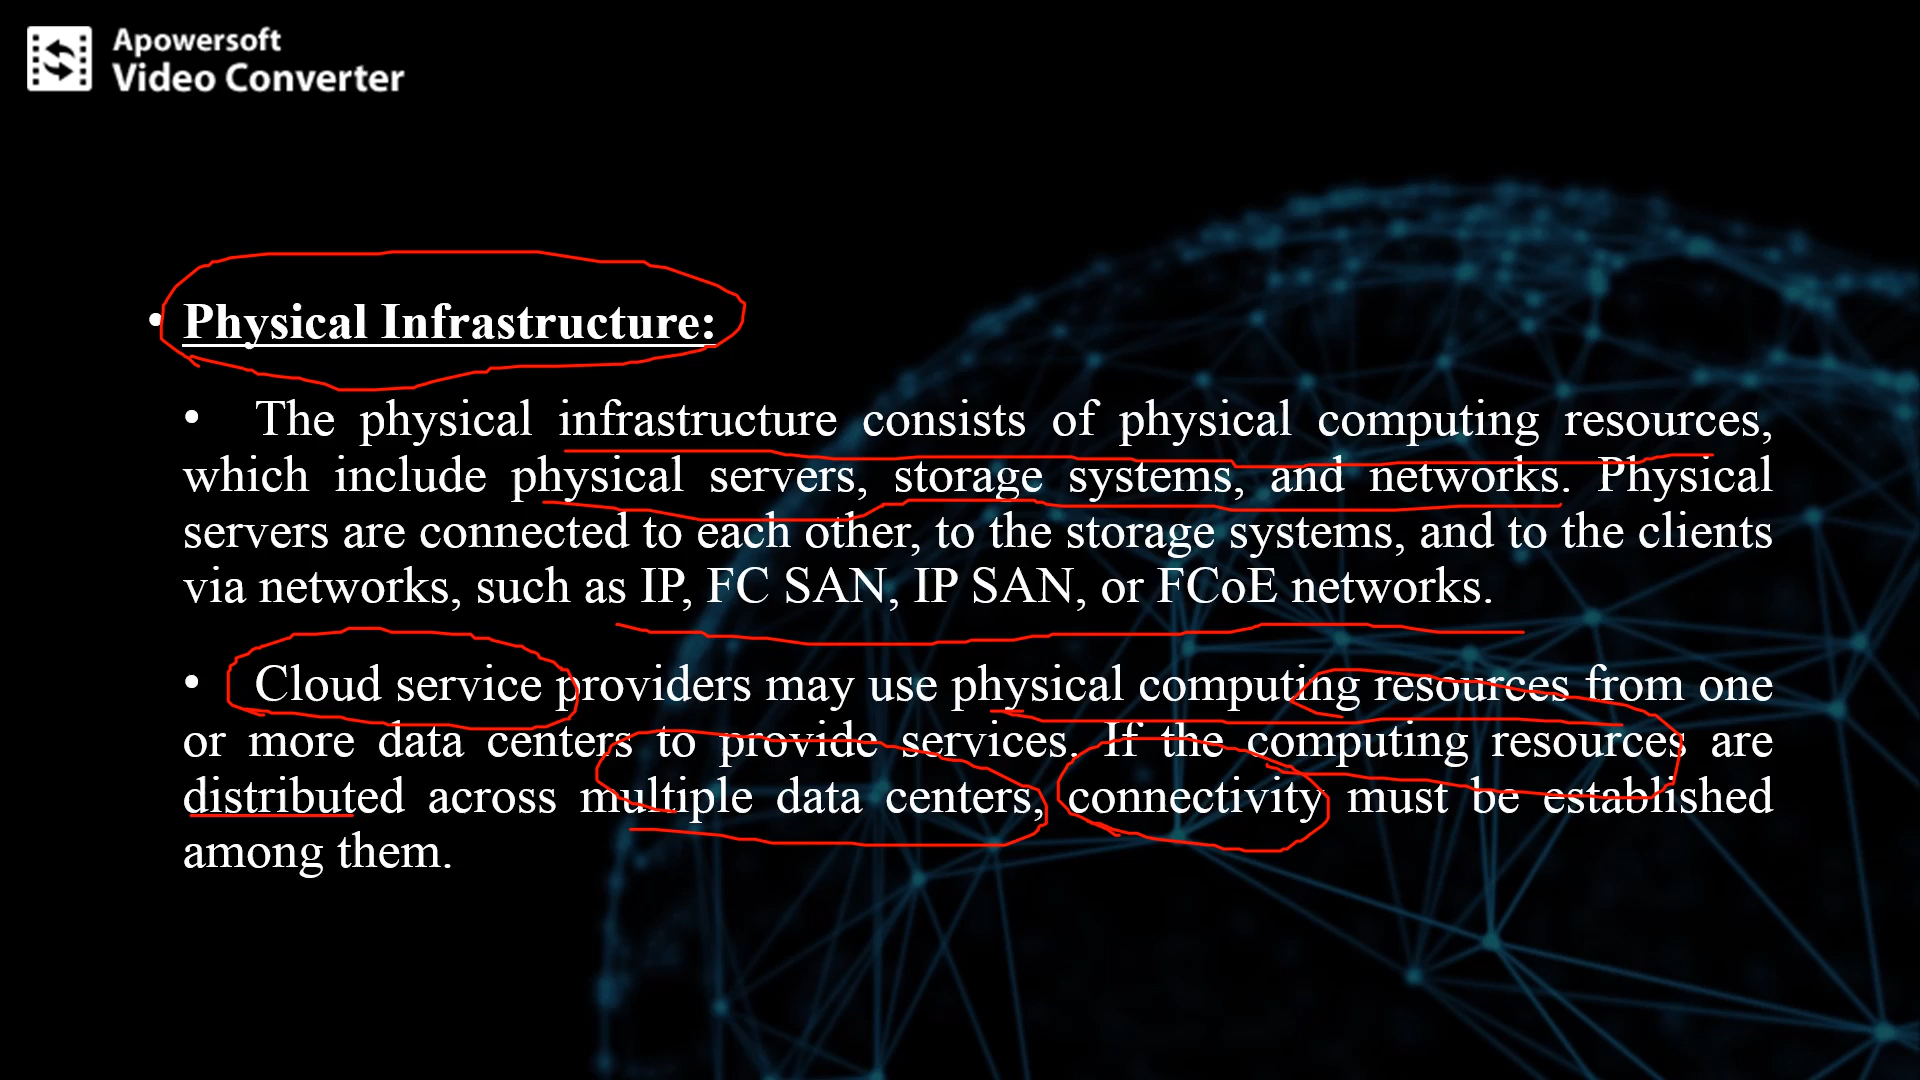 Apowersoft
Video Converter
• Physical Infrastructure:
• The physical infrastructure consists of physical computing resources,
which include physical servers, storage systems, and networks. Physical
servers are connected to each other, to the storage systems, and to the clients
via networks, such as IP, FC SAN, IP SAN, or FCoE networks.
• Cloud service providers may use physical computing resources from one
or more data centers to provide services. If the computing resources are
distributed across multiple data centers, connectivity must be established
among them.